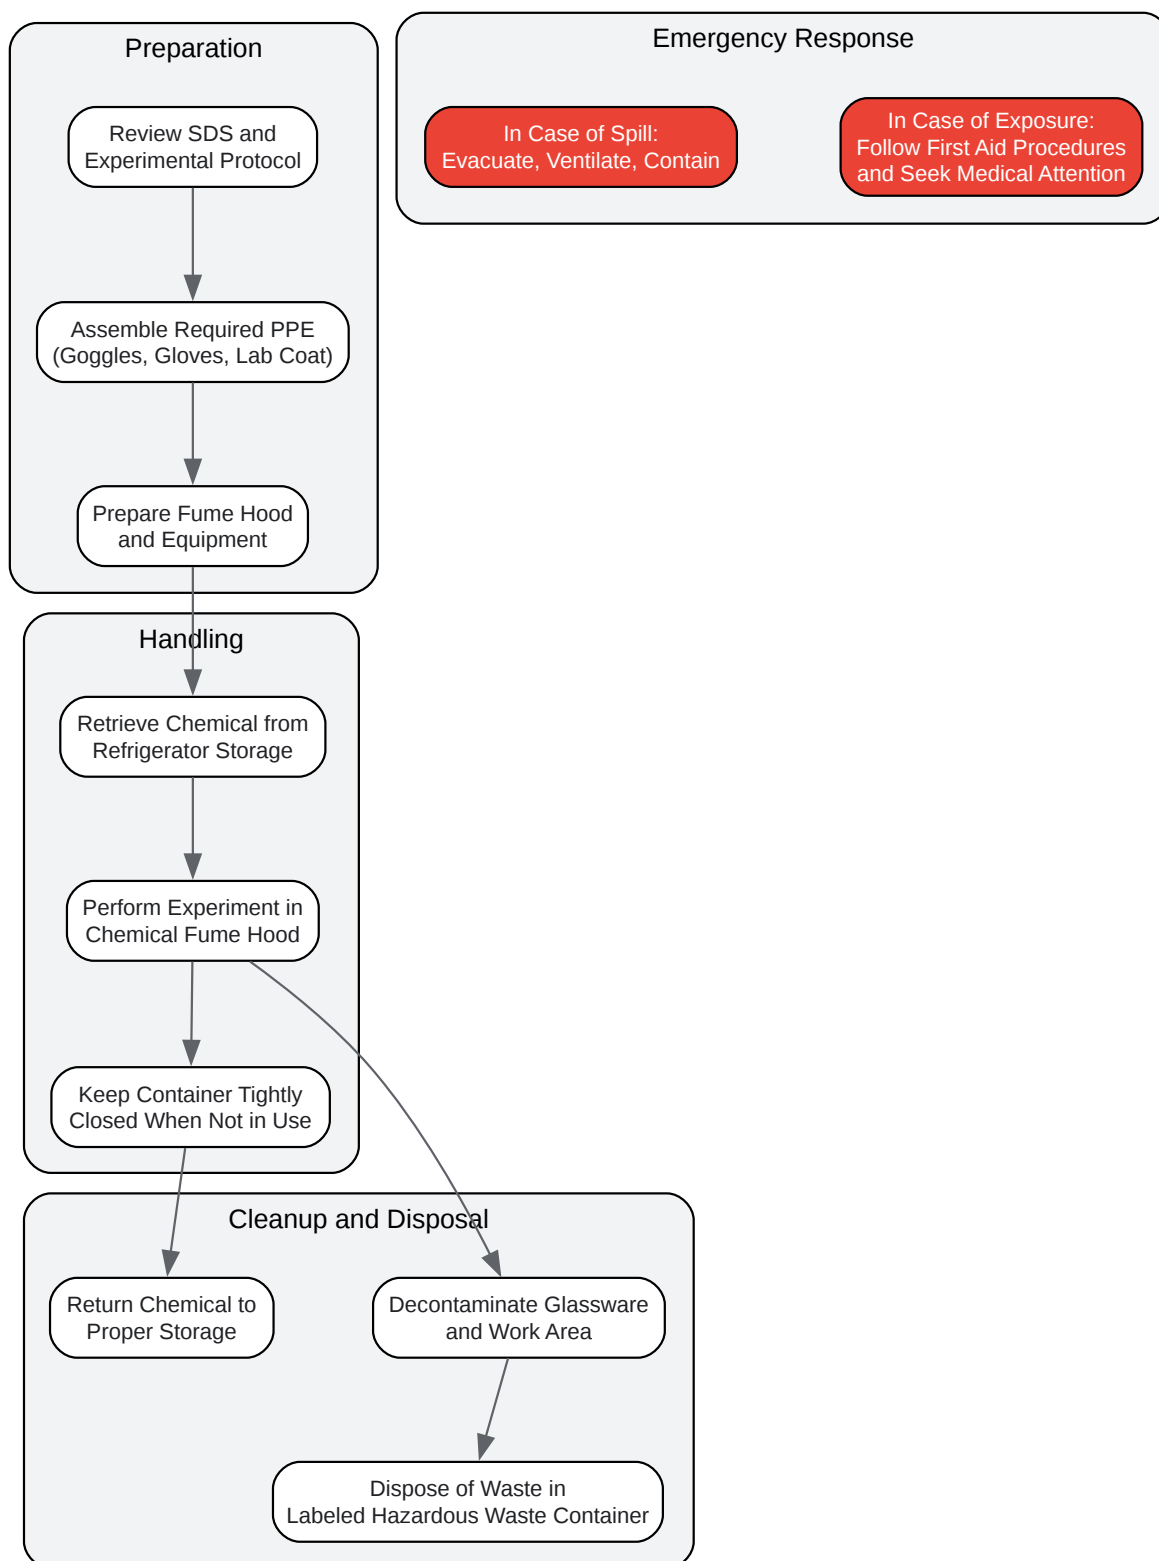 Preparation
Review SDS and
Experimental Protocol
Assemble Required PPE
(Goggles, Gloves, Lab Coat)
Prepare Fume Hood
and Equipment
Emergency Response
In Case of Spill:
Evacuate, Ventilate, Contain
In Case of Exposure:
Follow First Aid Procedures
and Seek Medical Attention
Handling
Retrieve Chemical from
Refrigerator Storage
Perform Experiment in
Chemical Fume Hood
Keep Container Tightly
Closed When Not in Use
Cleanup and Disposal
Return Chemical to
Proper Storage
Decontaminate Glassware
and Work Area
Dispose of Waste in
Labeled Hazardous Waste Container